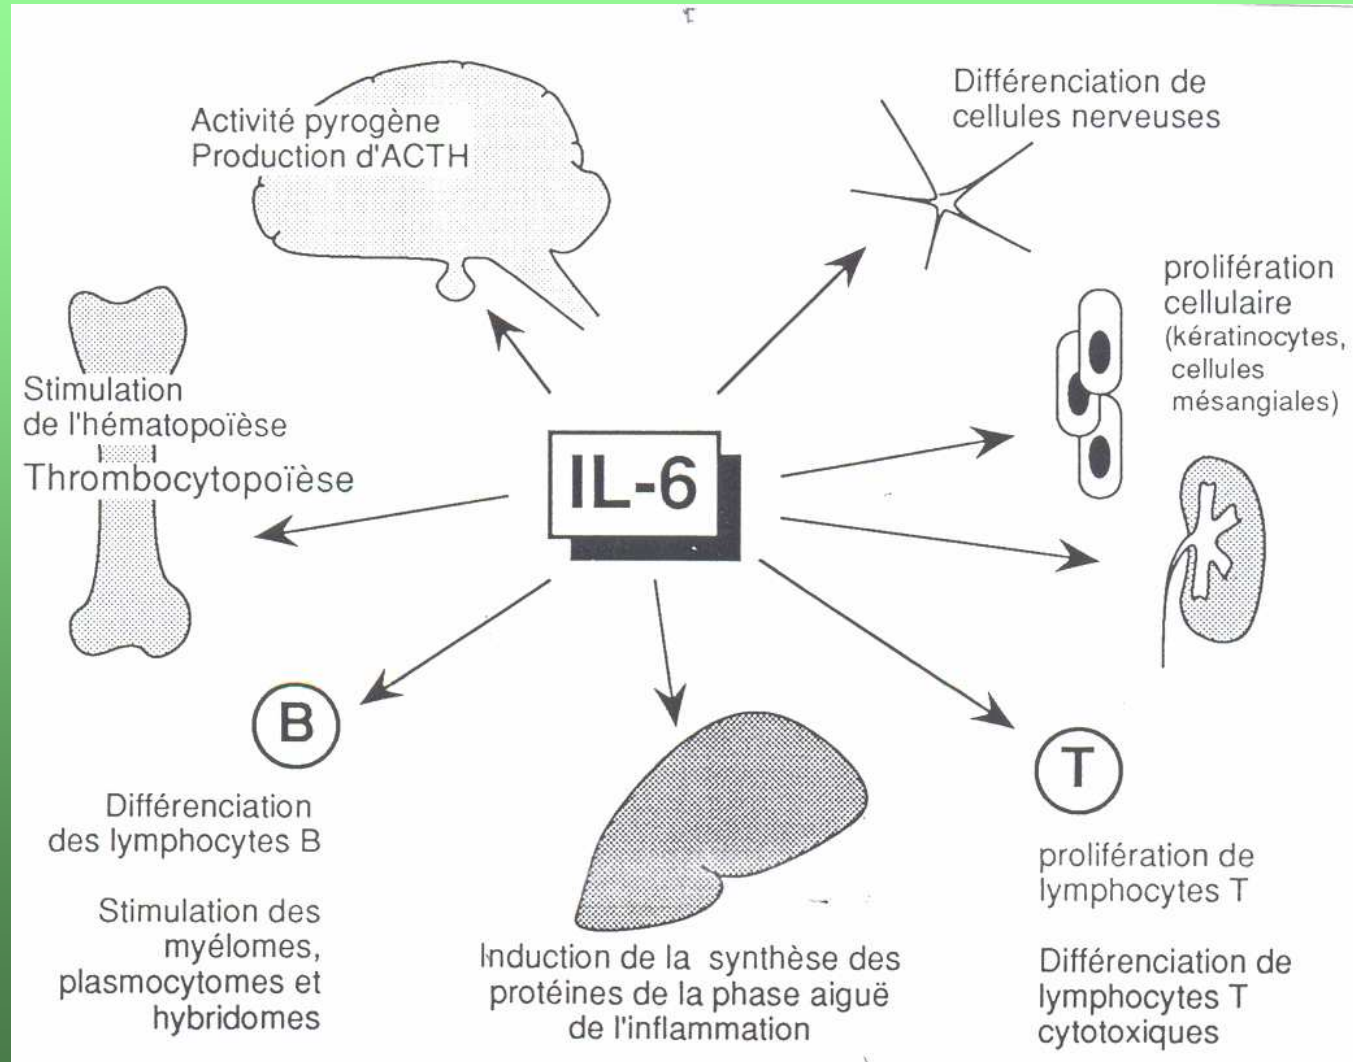 Activité pyrogène
Production d'ACTH
Différenciation de
cellules nerveuses
prolifération
cellulaire
(kératinocytes,
cellules
mésangiales)
Stimulation
de l'hématopoïèse
Thrombocytopoïèse
IL-6
B
Différenciation
des lymphocytes B
Stimulation des
myélomes,
plasmocytomes et
hybridomes
Induction de la synthèse des
protéines de la phase aiguë
de l'inflammation
T
prolifération de
lymphocytes T
Différenciation de
lymphocytes T
cytotoxiques